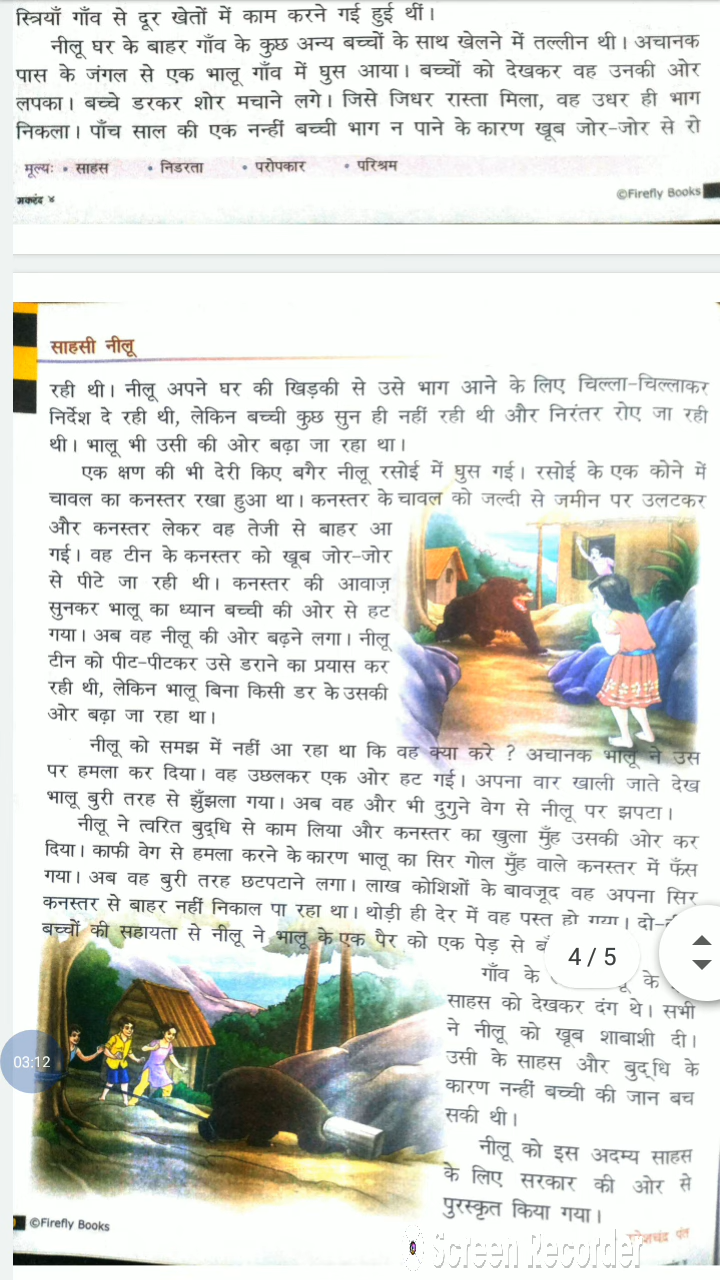 स्त्रियाँ गाँव से दूर खेतों में काम करने गई हुई थीं।
नीलू घर के बाहर गाँव के कुछ अन्य बच्चों के साथ खेलने में तल्लीन थी। अचानक
पास के जंगल से एक भालू गाँव में घुस आया। बच्चों को देखकर वह उनकी ओर
लपका। बच्चे डरकर शोर मचाने लगे। जिसे जिधर रास्ता मिला, वह उधर ही भाग
निकला। पाँच साल की एक नन्हीं बच्ची भाग न पाने के कारण खूब जोर-जोर से रो
मूल्यः • साहस • निडरता • परोपकार • परिश्रम
मकरंद ४
©Firefly Books
साहसी नीलू
रही थी। नीलू अपने घर की खिड़की से उसे भाग आने के लिए चिल्ला-चिल्लाकर
निर्देश दे रही थी, लेकिन बच्ची कुछ सुन ही नहीं रही थी और निरंतर रोए जा रही
थी। भालू भी उसी की ओर बढ़ा जा रहा था।
एक क्षण की भी देरी किए बगैर नीलू रसोई में घुस गई। रसोई के एक कोने में
चावल का कनस्तर रखा हुआ था। कनस्तर के चावल को जल्दी से जमीन पर उलटकर
और कनस्तर लेकर वह तेजी से बाहर आ
गई। वह टीन के कनस्तर को खूब जोर-जोर
से पीटे जा रही थी। कनस्तर की आवाज़
सुनकर भालू का ध्यान बच्ची की ओर से हट
गया। अब वह नीलू की ओर बढ़ने लगा। नीलू
टीन को पीट-पीटकर उसे डराने का प्रयास कर
रही थी, लेकिन भालू बिना किसी डर के उसकी
ओर बढ़ा जा रहा था।
नीलू को समझ में नहीं आ रहा था कि वह क्या करे ? अचानक भालू ने उस
पर हमला कर दिया। वह उछलकर एक ओर हट गई। अपना वार खाली जाते देख
भालू बुरी तरह से झुँझला गया। अब वह और भी दुगुने वेग से नीलू पर झपटा।
नीलू ने त्वरित बुद्धि से काम लिया और कनस्तर का खुला मुँह उसकी ओर कर
दिया। काफी वेग से हमला करने के कारण भालू का सिर गोल मुँह वाले कनस्तर में फँस
गया। अब वह बुरी तरह छटपटाने लगा। लाख कोशिशों के बावजूद वह अपना सिर
कनस्तर से बाहर नहीं निकाल पा रहा था। थोड़ी ही देर में वह पस्त हो गया। दो-
बच्चों की सहायता से नीलू ने भालू के एक पैर को एक पेड़ से
4 / 5
गाँव के के
साहस को देखकर दंग थे। सभी
03:12
ने नीलू को खूब शाबाशी दी।
उसी के साहस और बुद्धि के
कारण नन्हीं बच्ची की जान बच
सकी थी।
नीलू को इस अदम्य साहस
के लिए सरकार की ओर से
पुरस्कृत किया गया।
©Firefly Books
पंत
Screen Recorder